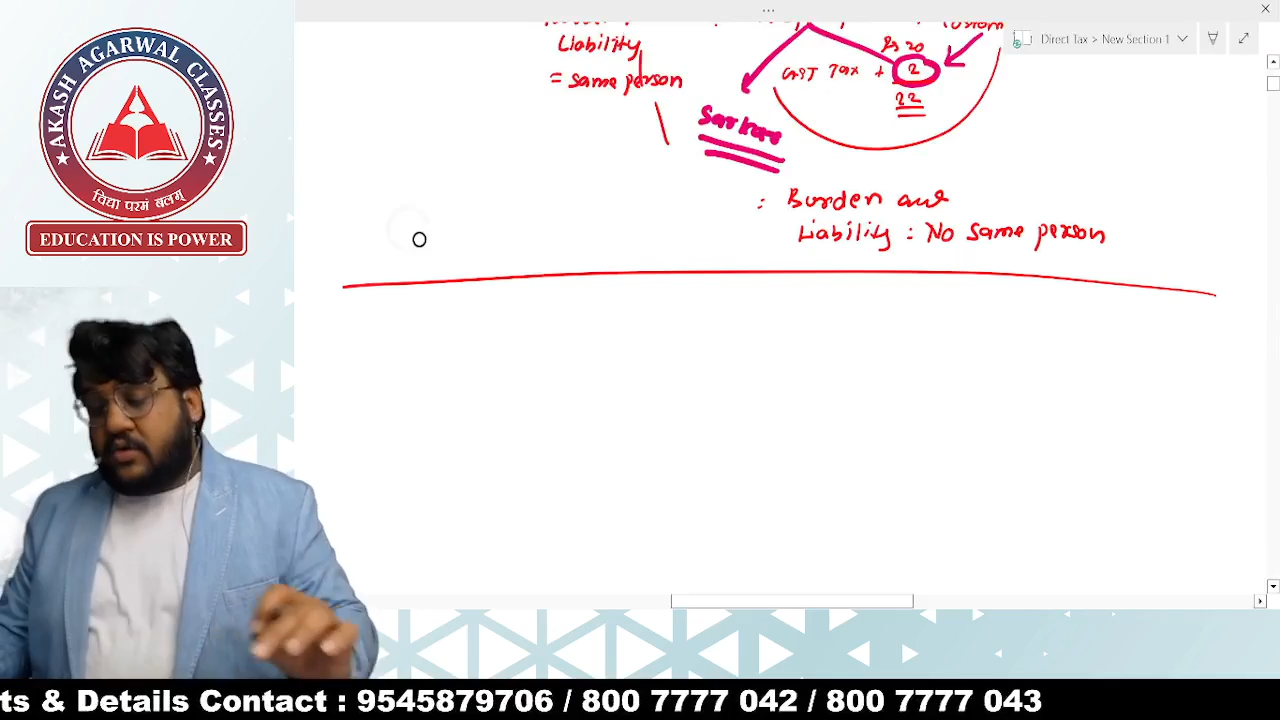 AKASH AGARWAL CLASSES
विद्या परमं बलम्
EDUCATION IS POWER
Direct Tax > New Section 1
Liability
= same person
Rs 20
GST Tax + 2
22
Sarkar
: Burden and
Liability : No same person
ts & Details Contact : 9545879706 / 800 7777 042 / 800 7777 043